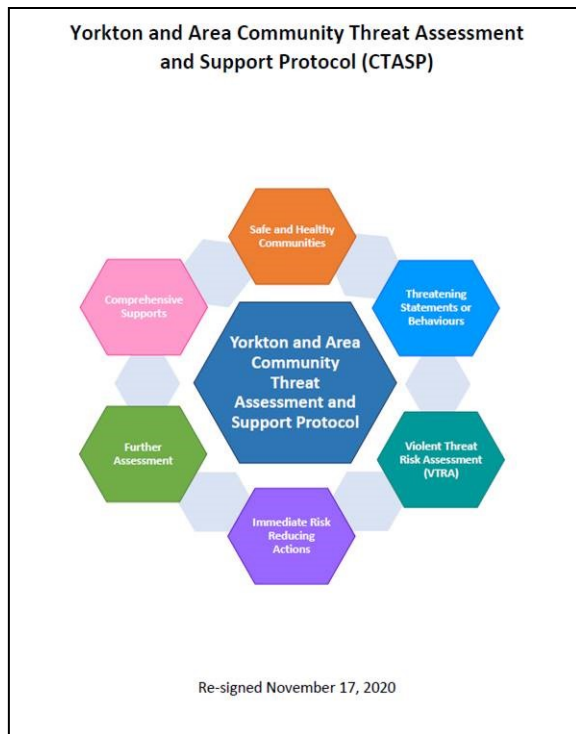 Yorkton and Area Community Threat Assessment
and Support Protocol (CTASP)
Safe and Healthy
Communities
Comprehensive
Supports
Threatening
Statements or
Behaviours
Yorkton and Area
Community
Threat
Assessment and
Support Protocol
Further
Assessment
Violent Threat
Risk Assessment
(VTRA)
Immediate Risk
Reducing
Actions
Re-signed November 17, 2020